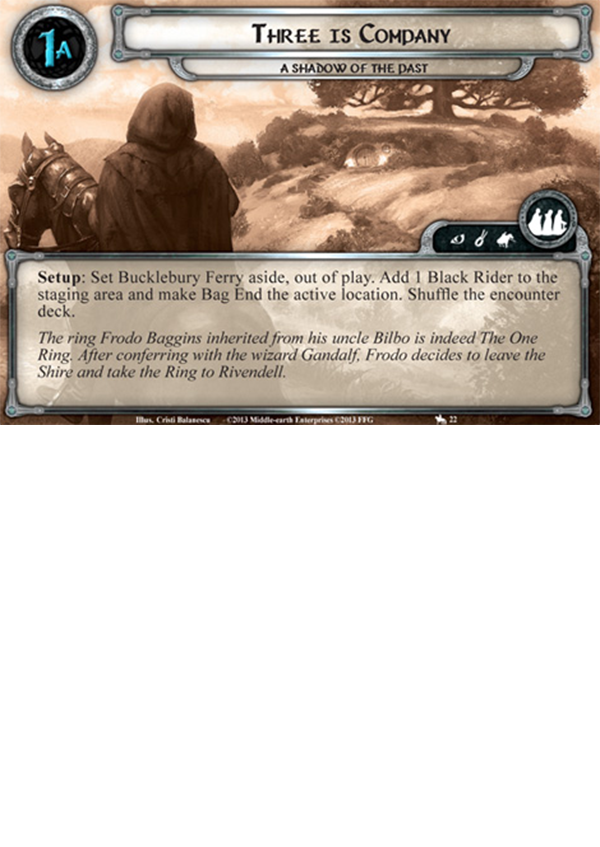 1A
Three is Company
A Shadow of the Past
Setup: Set Bucklebury Ferry aside, out of play. Add 1 Black Rider to the
staging area and make Bag End the active location. Shuffle the encounter
deck.
The ring Frodo Baggins inherited from his uncle Bilbo is indeed The One
Ring. After conferring with the wizard Gandalf, Frodo decides to leave the
Shire and take the Ring to Rivendell.
Illus. Cristi Balanescu ©2013 Middle-earth Enterprises ©2013 FFG 22